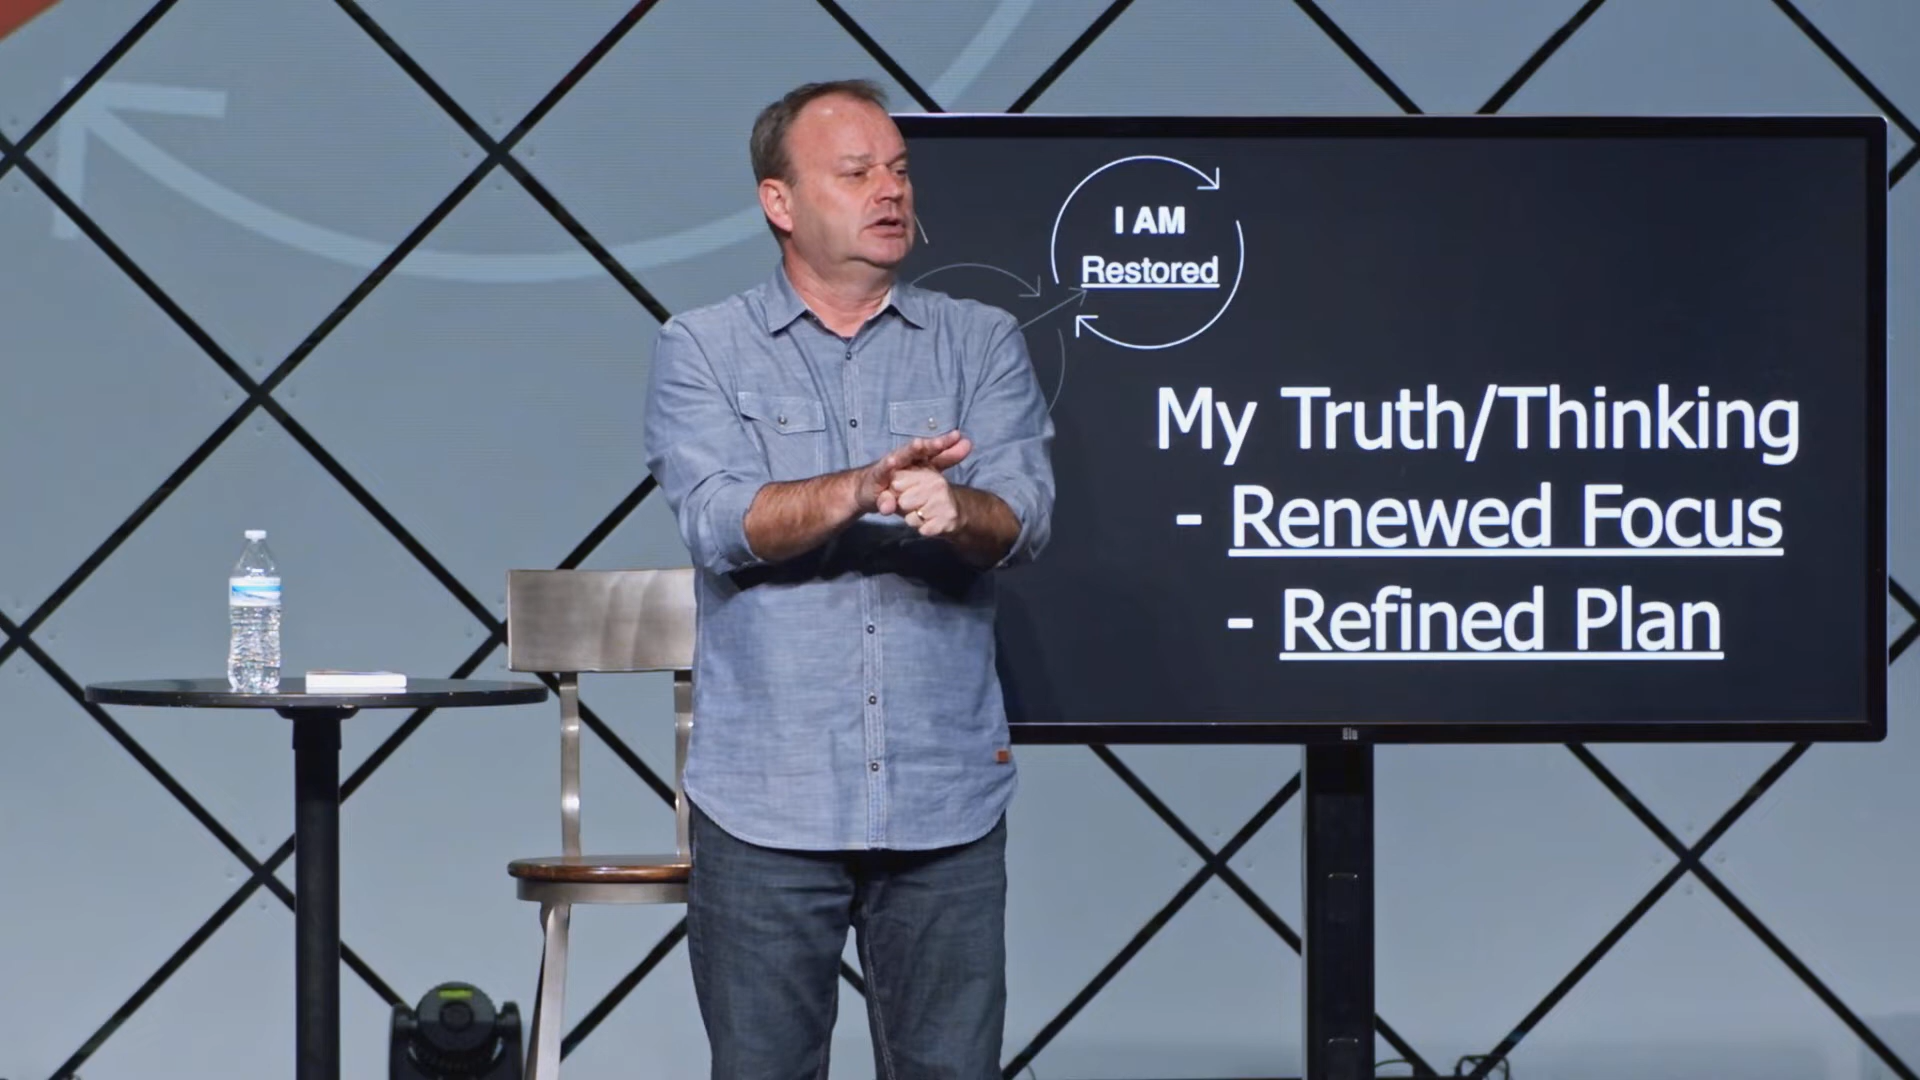 I AM
Restored
My Truth/Thinking
- Renewed Focus
- Refined Plan